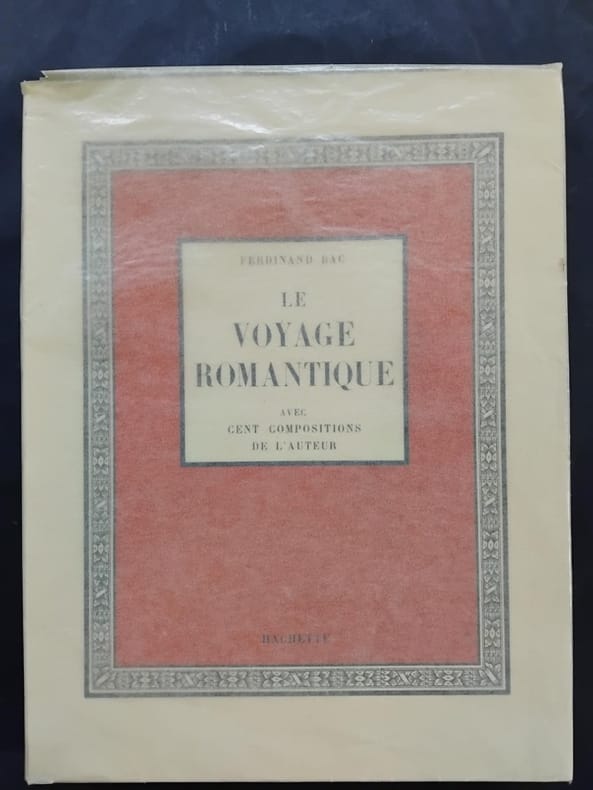 FERDINAND BAC
LE
VOYAGE
ROMANTIQUE
AVEC
CENT COMPOSITIONS
DE L'AUTEUR
HACHETTE